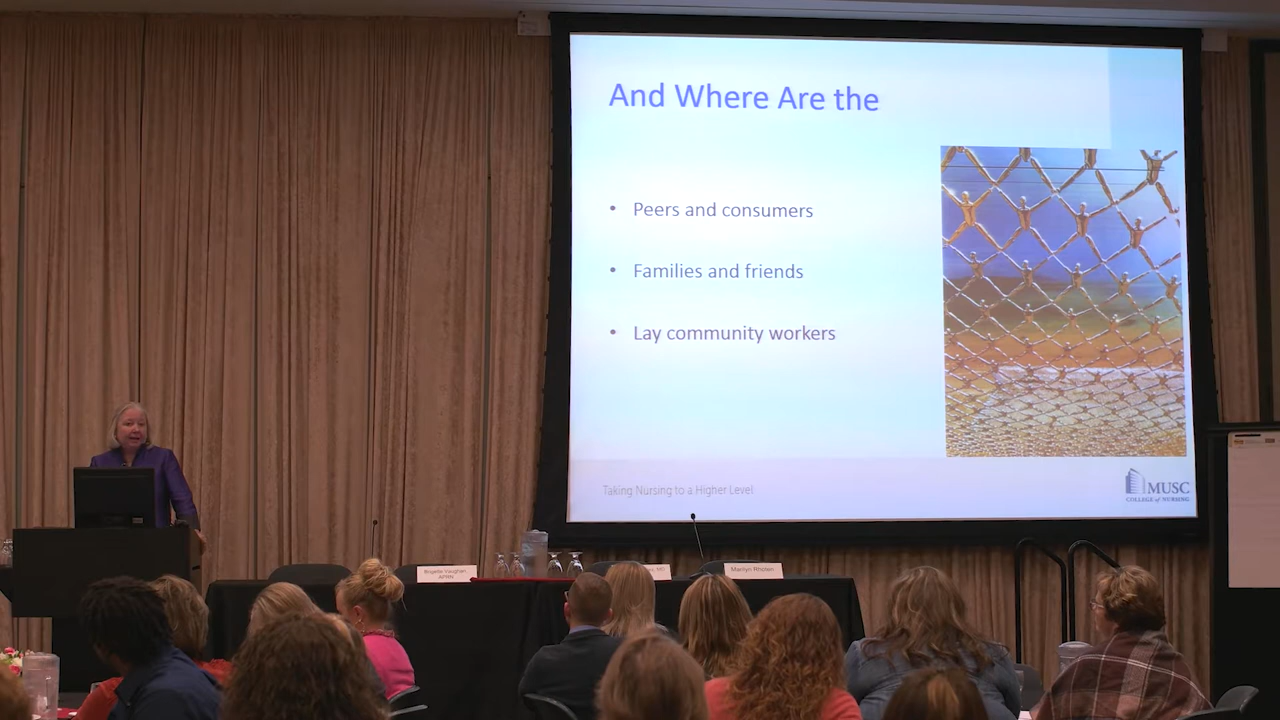 And Where Are the
• Peers and consumers
• Families and friends
• Lay community workers
Taking Nursing to a Higher Level
MUSC
COLLEGE of NURSING
Brigette Vaughan,
APRN
MD
Marilyn Rhoten